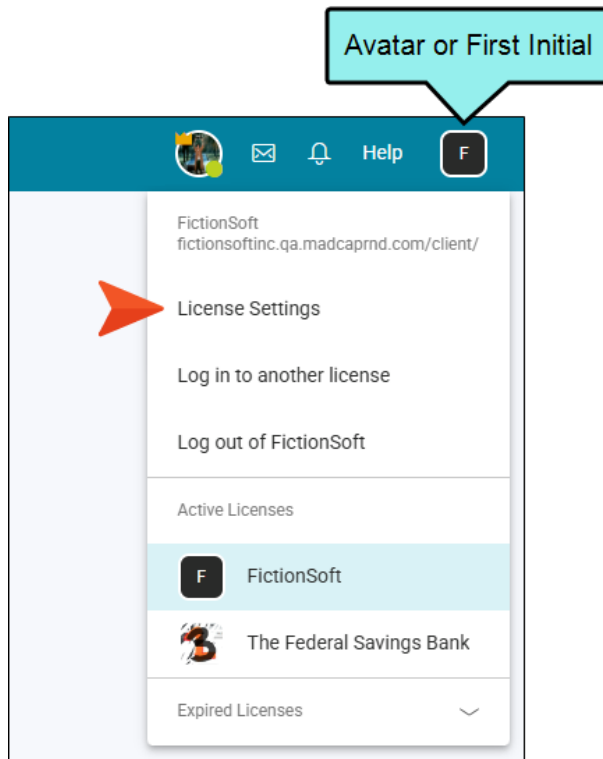 Avatar or First Initial
Help
F
FictionSoft
fictionsoftinc.qa.madcaprnd.com/client/
License Settings
Log in to another license
Log out of FictionSoft
Active Licenses
F
FictionSoft
The Federal Savings Bank
Expired Licenses